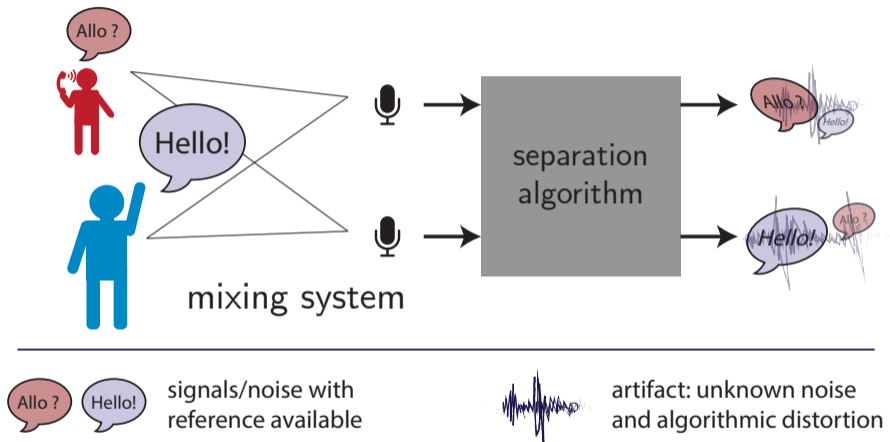 Allo ?
Hello!
mixing system
separation
algorithm
Allo ?
Hello!
Hello!
Allo ?
Allo ?
Hello!
signals/noise with
reference available
artifact: unknown noise
and algorithmic distortion